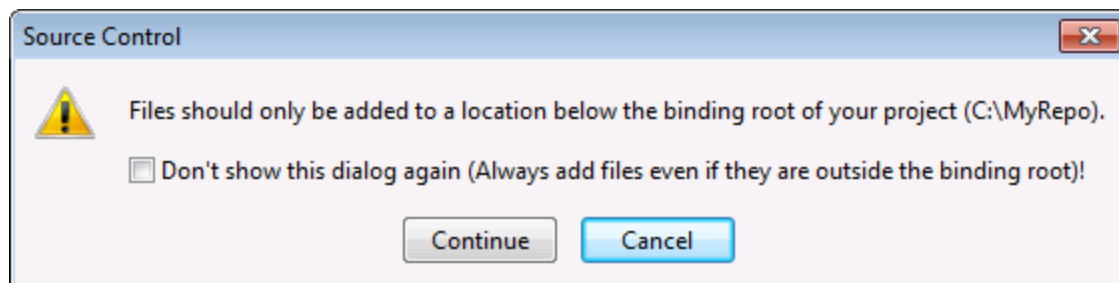 Source Control
Files should only be added to a location below the binding root of your project (C:\MyRepo).
Don't show this dialog again (Always add files even if they are outside the binding root)!
Continue
Cancel